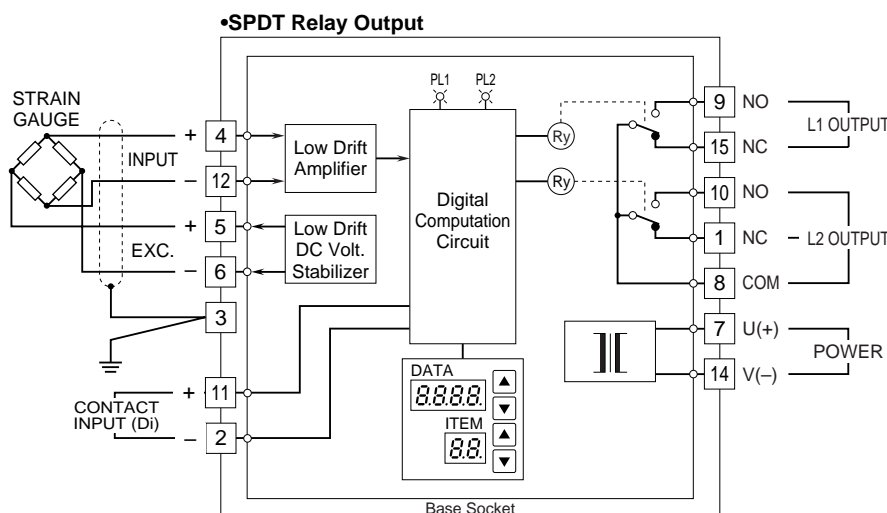 •SPDT Relay Output
PL1 PL2
STRAIN
GAUGE
+ 4
INPUT
– 12
+ 5
EXC.
– 6
3
CONTACT
INPUT (Di)
+ 11
– 2
Low Drift
Amplifier
Low Drift
DC Volt.
Stabilizer
Digital
Computation
Circuit
Ry
Ry
DATA
8.8.8.8.
ITEM
8.8.
▲
▼
▲
▼
9 NO
15 NC
L1 OUTPUT
10 NO
1 NC
L2 OUTPUT
8 COM
7 U(+)
14 V(–)
POWER
Base Socket